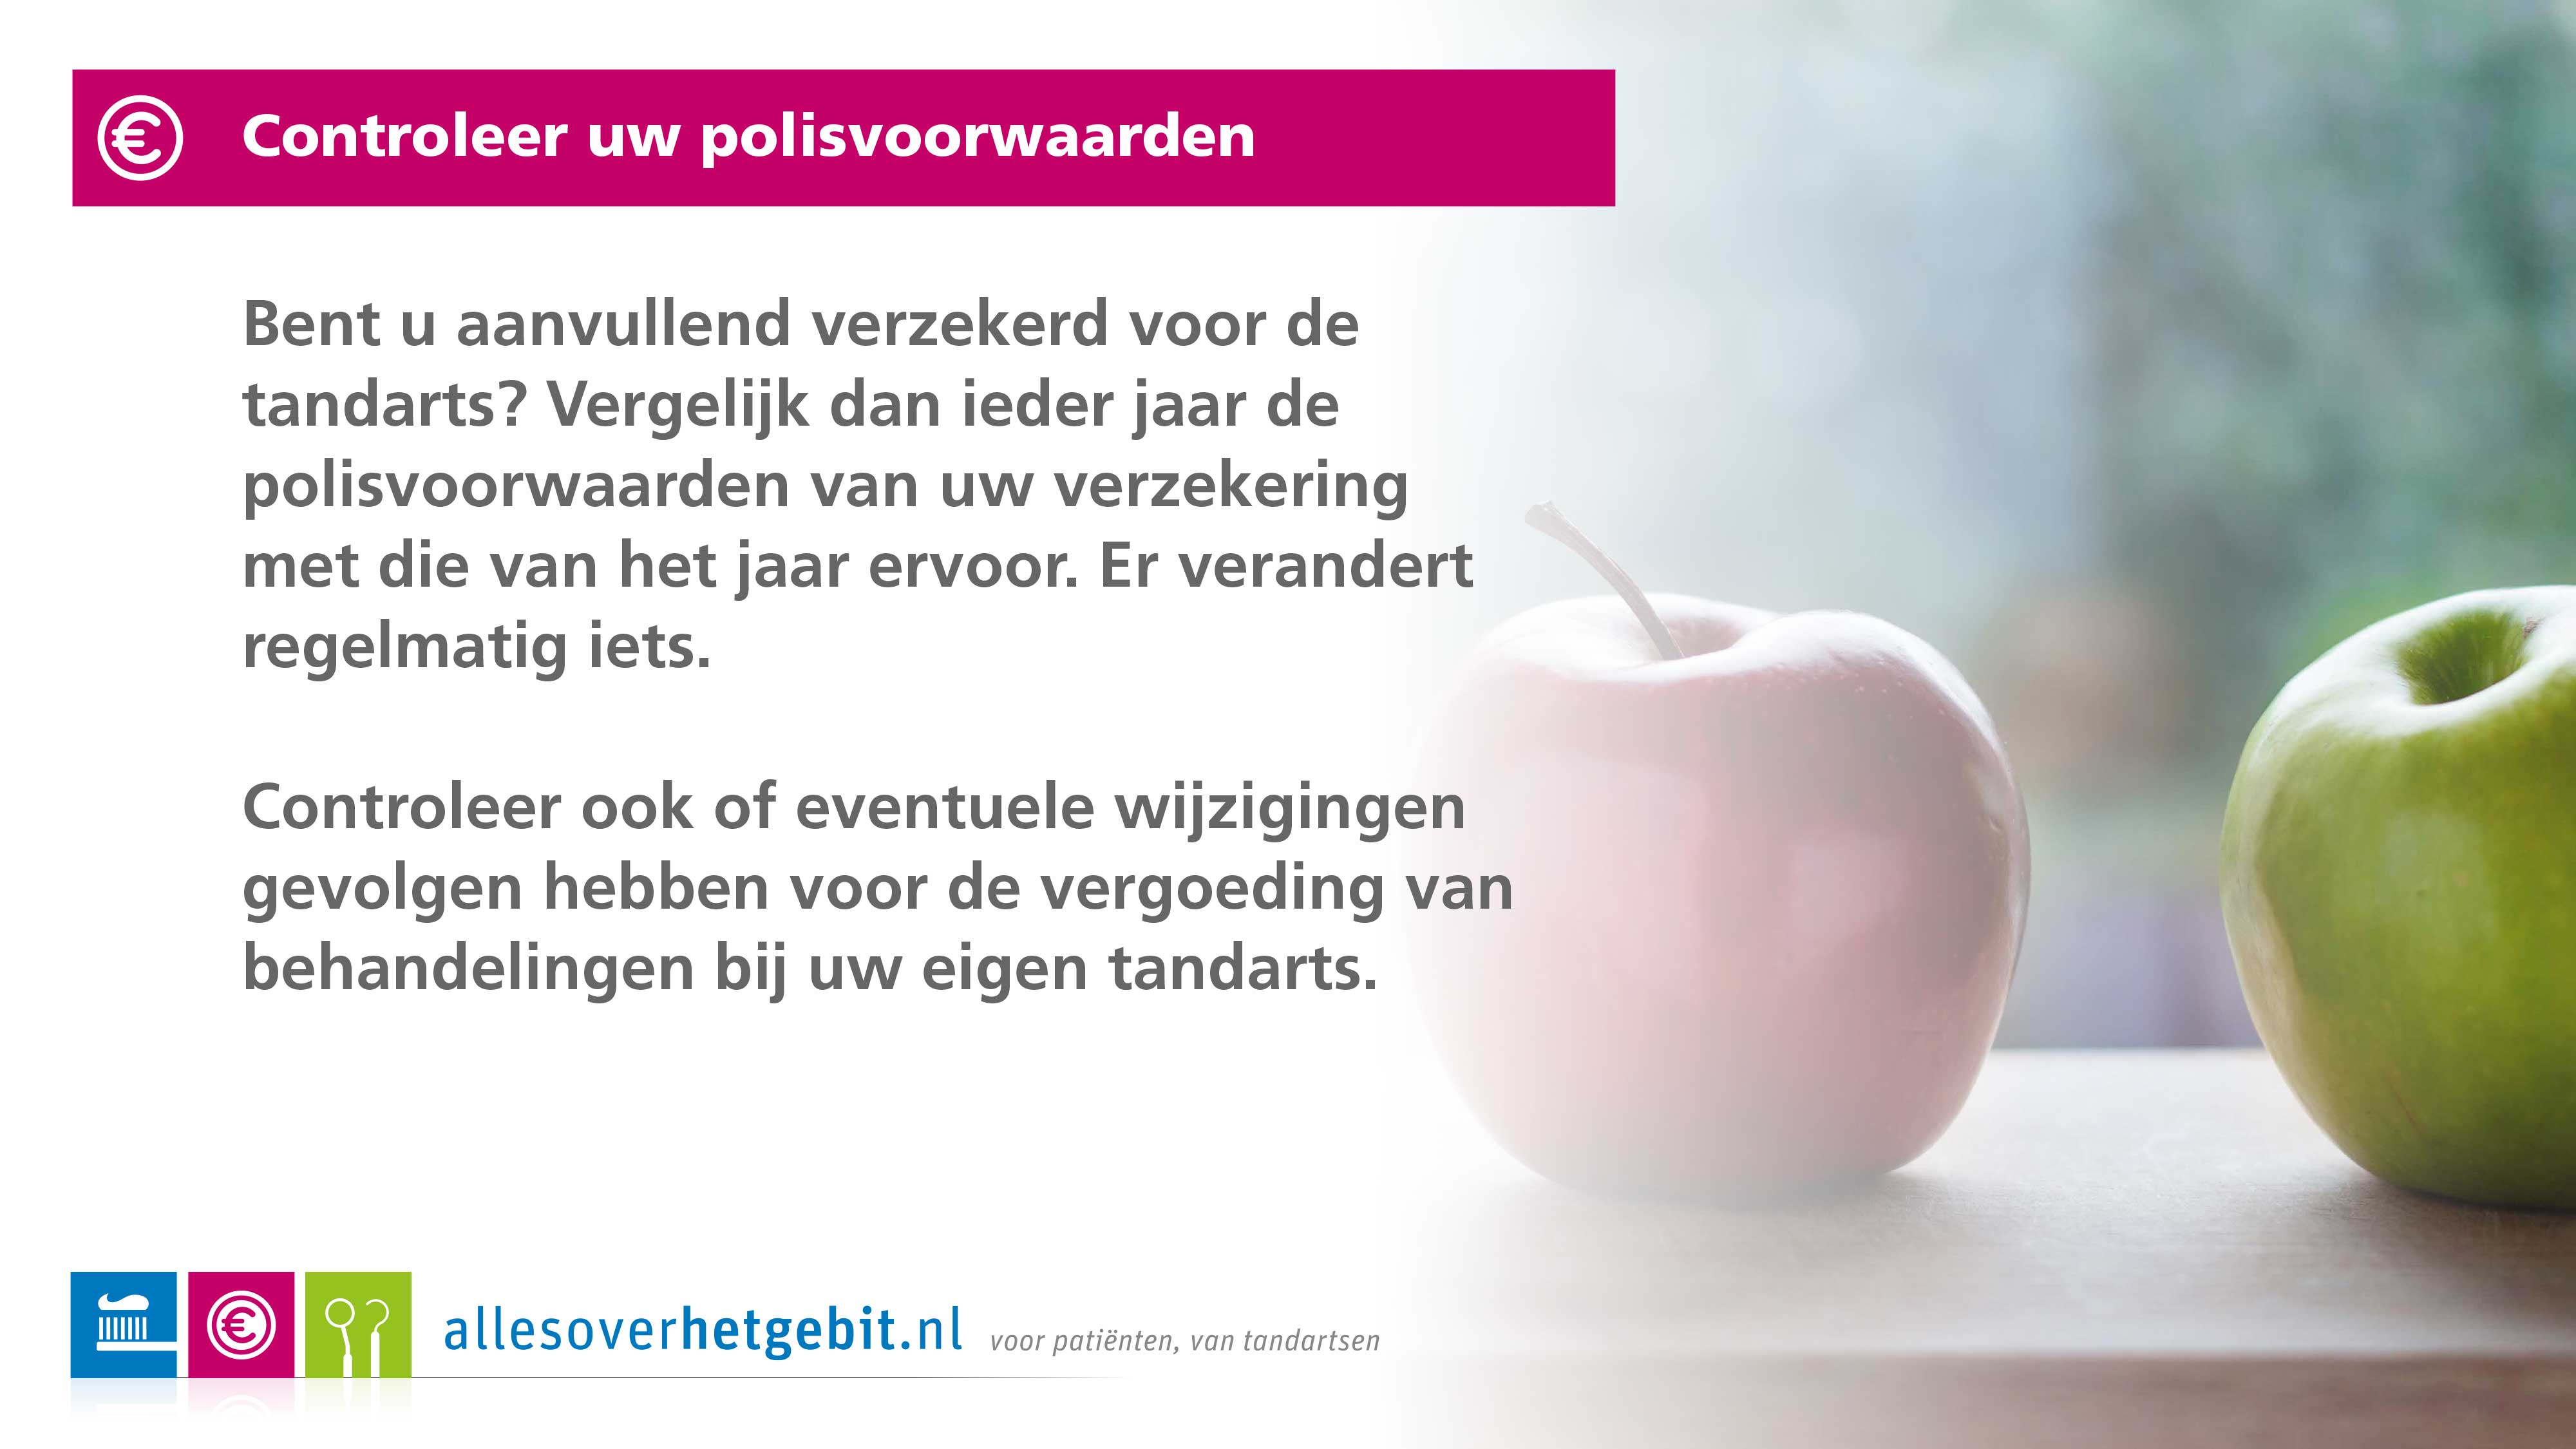 Controleer uw polisvoorwaarden
Bent u aanvullend verzekerd voor de
tandarts? Vergelijk dan ieder jaar de
polisvoorwaarden van uw verzekering
met die van het jaar ervoor. Er verandert
regelmatig iets.
Controleer ook of eventuele wijzigingen
gevolgen hebben voor de vergoeding van
behandelingen bij uw eigen tandarts.
allesoverhetgebit.nl voor patiënten, van tandartsen